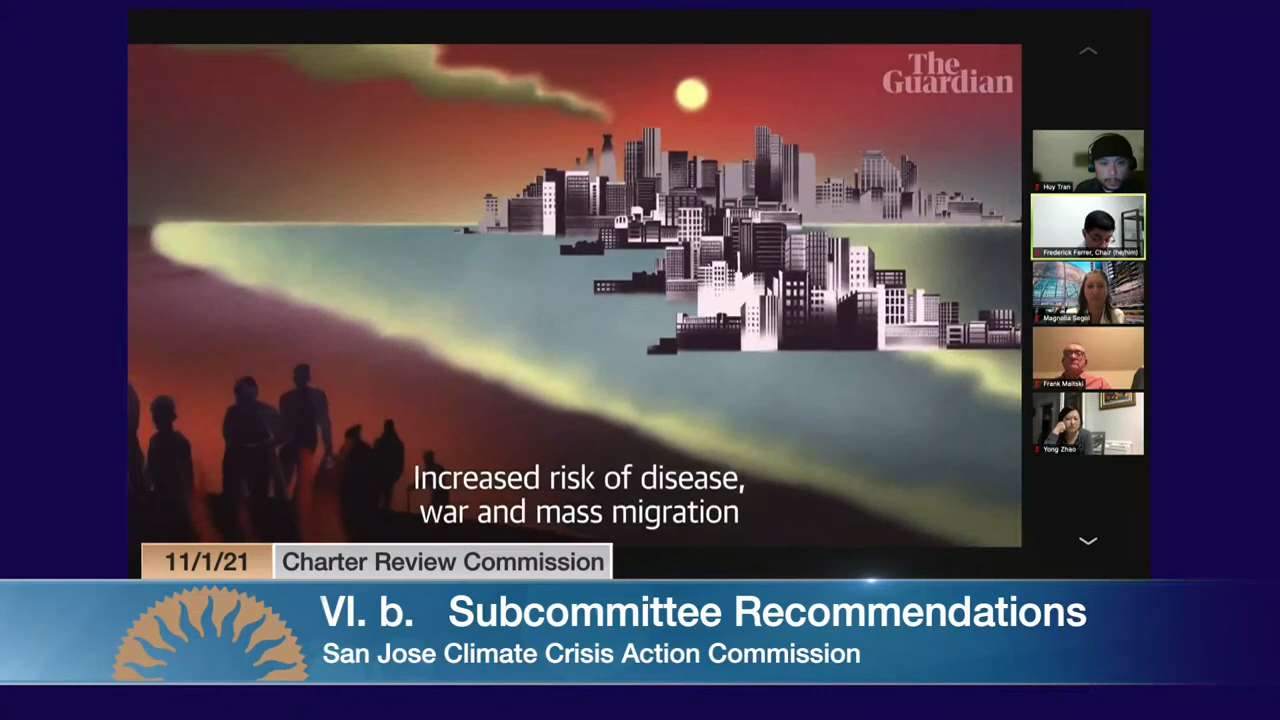 The
Guardian
Huy Tran
Frederick Ferrer, Chair (he/him)
Magnolia Segol
Frank Maitski
Yong Zhao
Increased risk of disease,
war and mass migration
11/1/21 Charter Review Commission
VI. b. Subcommittee Recommendations
San Jose Climate Crisis Action Commission